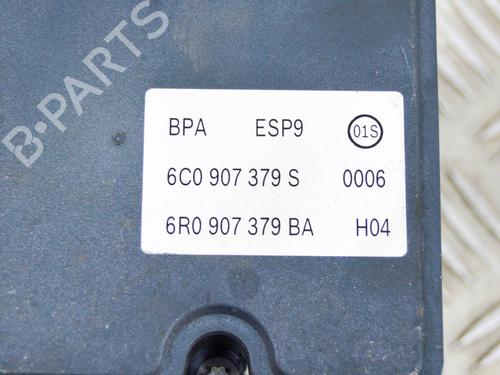 B-PARTS
BPA ESP9 01S
6C0 907 379 S 0006
6R0 907 379 BA H04